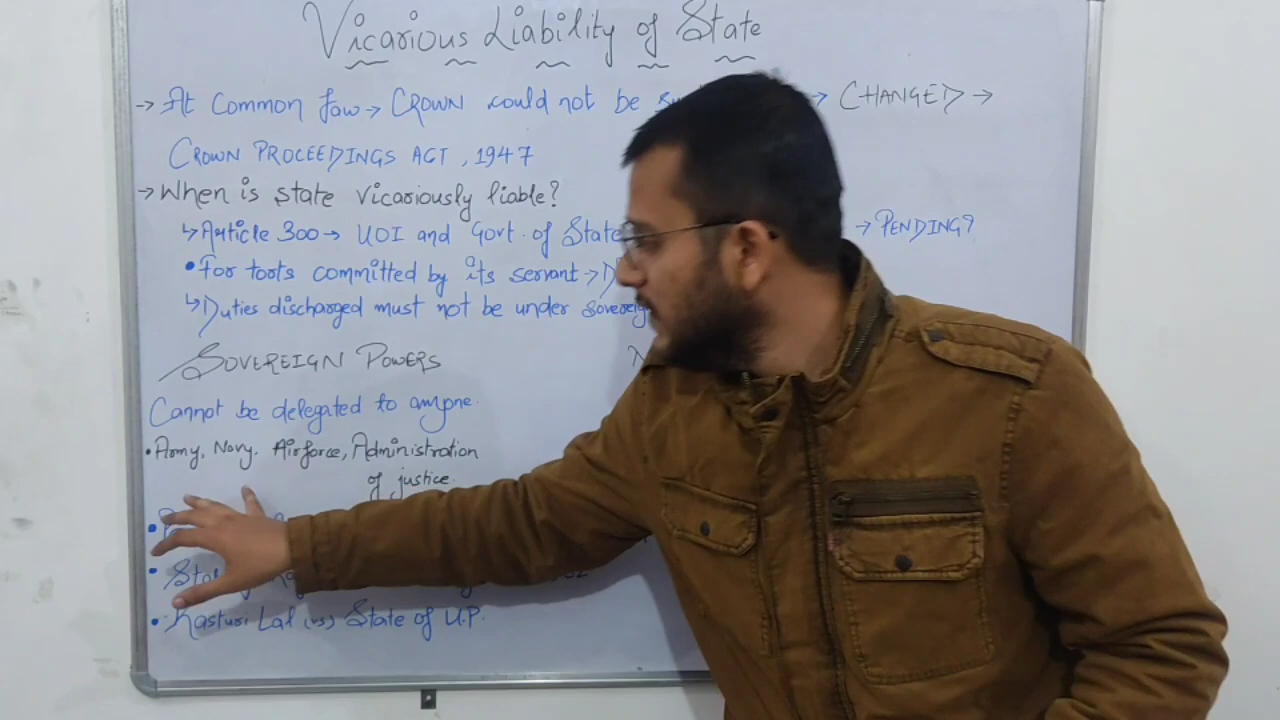 Vicarious Liability of State
→ At Common Law → CROWN could not be → CHANGED →
CROWN PROCEEDINGS ACT, 1947
→ When is state vicariously liable?
↳ Article 300 → UOI and Govt. of State → PENDING?
• For torts committed by its servant →
↳ Duties discharged must not be under
SOVEREIGN POWERS
Cannot be delegated to anyone.
• Army, Navy. Airforce, Administration
of justice.
• Kasturi Lal (vs) State of U.P.